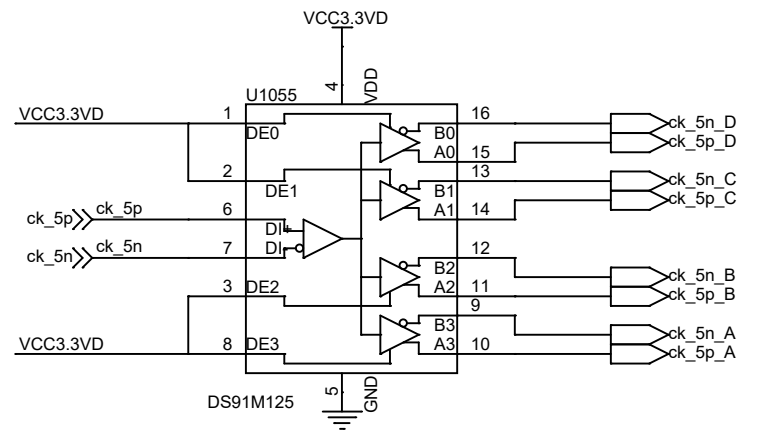 VCC3.3VD
4
VDD
U1055
VCC3.3VD
1
DE0
B0
16
ck_5n_D
A0
15
ck_5p_D
2
DE1
B1
13
ck_5n_C
A1
14
ck_5p_C
ck_5p
ck_5p
6
DI+
ck_5n
ck_5n
7
DI-
B2
12
ck_5n_B
3
DE2
A2
11
ck_5p_B
B3
9
ck_5n_A
VCC3.3VD
8
DE3
A3
10
ck_5p_A
DS91M125
5
GND